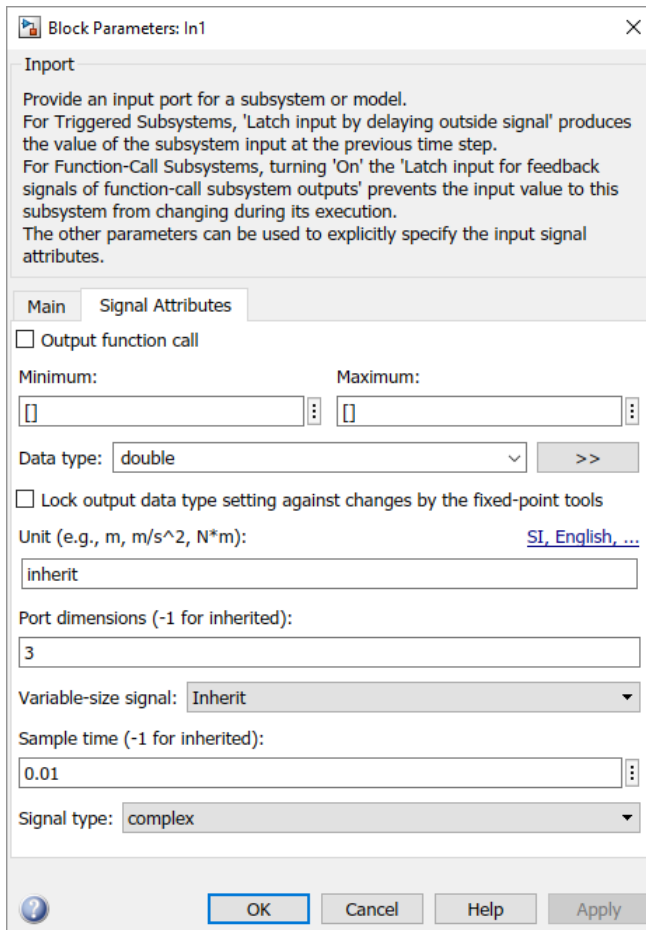 Block Parameters: In1
Inport
Provide an input port for a subsystem or model.
For Triggered Subsystems, 'Latch input by delaying outside signal' produces
the value of the subsystem input at the previous time step.
For Function-Call Subsystems, turning 'On' the 'Latch input for feedback
signals of function-call subsystem outputs' prevents the input value to this
subsystem from changing during its execution.
The other parameters can be used to explicitly specify the input signal
attributes.
Main Signal Attributes
Output function call
Minimum: Maximum:
[] []
Data type: double >>
Lock output data type setting against changes by the fixed-point tools
Unit (e.g., m, m/s^2, N*m): SI, English, ...
inherit
Port dimensions (-1 for inherited):
3
Variable-size signal: Inherit
Sample time (-1 for inherited):
0.01
Signal type: complex
OK Cancel Help Apply